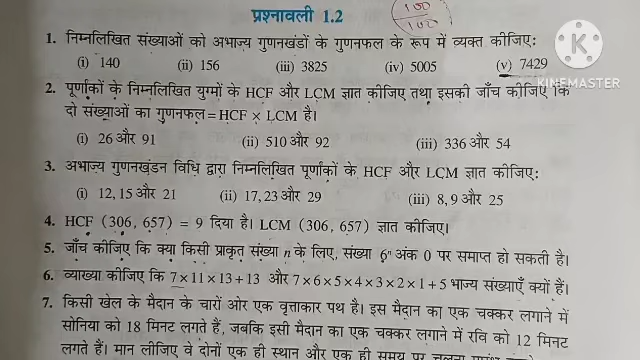 प्रश्नावली 1.2
100
100
1. निम्नलिखित संख्याओं को अभाज्य गुणनखंडों के गुणनफल के रूप में व्यक्त कीजिए:
(i) 140 (ii) 156 (iii) 3825 (iv) 5005 (v) 7429
KINEMASTER
2. पूर्णांकों के निम्नलिखित युग्मों के HCF और LCM ज्ञात कीजिए तथा इसकी जाँच कीजिए कि
दो संख्याओं का गुणनफल = HCF × LCM है।
(i) 26 और 91 (ii) 510 और 92 (iii) 336 और 54
3. अभाज्य गुणनखंडन विधि द्वारा निम्नलिखित पूर्णांकों के HCF और LCM ज्ञात कीजिए:
(i) 12, 15 और 21 (ii) 17, 23 और 29 (iii) 8, 9 और 25
4. HCF (306, 657) = 9 दिया है। LCM (306, 657) ज्ञात कीजिए।
5. जाँच कीजिए कि क्या किसी प्राकृत संख्या n के लिए, संख्या 6ⁿ अंक 0 पर समाप्त हो सकती है।
6. व्याख्या कीजिए कि 7 × 11 × 13 + 13 और 7 × 6 × 5 × 4 × 3 × 2 × 1 + 5 भाज्य संख्याएँ क्यों हैं।
7. किसी खेल के मैदान के चारों ओर एक वृत्ताकार पथ है। इस मैदान का एक चक्कर लगाने में
सोनिया को 18 मिनट लगते हैं, जबकि इसी मैदान का एक चक्कर लगाने में रवि को 12 मिनट
लगते हैं। मान लीजिए वे दोनों एक ही स्थान और एक ही समय पर चलना